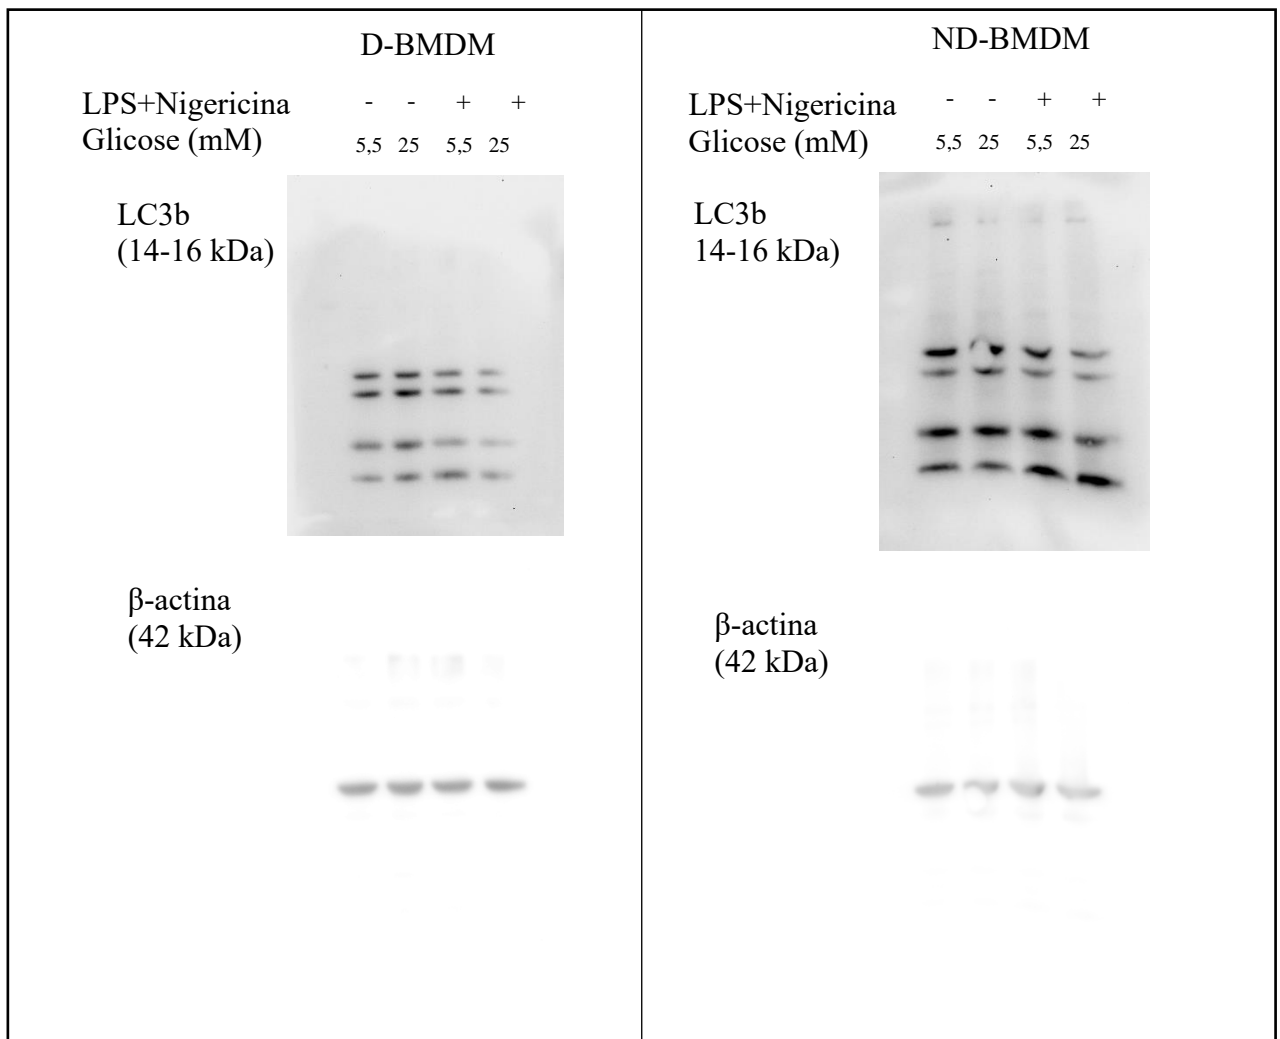 D-BMDM
LPS+Nigericina - - + +
Glicose (mM) 5,5 25 5,5 25
LC3b
(14-16 kDa)
β-actina
(42 kDa)
ND-BMDM
LPS+Nigericina - - + +
Glicose (mM) 5,5 25 5,5 25
LC3b
14-16 kDa)
β-actina
(42 kDa)